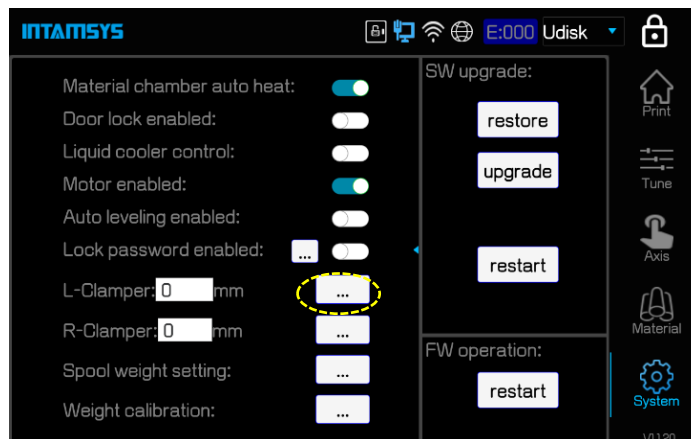 INTAMSYS
E:000 Udisk
Material chamber auto heat:
Door lock enabled:
Liquid cooler control:
Motor enabled:
Auto leveling enabled:
Lock password enabled: ...
L-Clamper: 0 mm ...
R-Clamper: 0 mm ...
Spool weight setting: ...
Weight calibration: ...
SW upgrade:
restore
upgrade
restart
FW operation:
restart
Print
Tune
Axis
Material
System